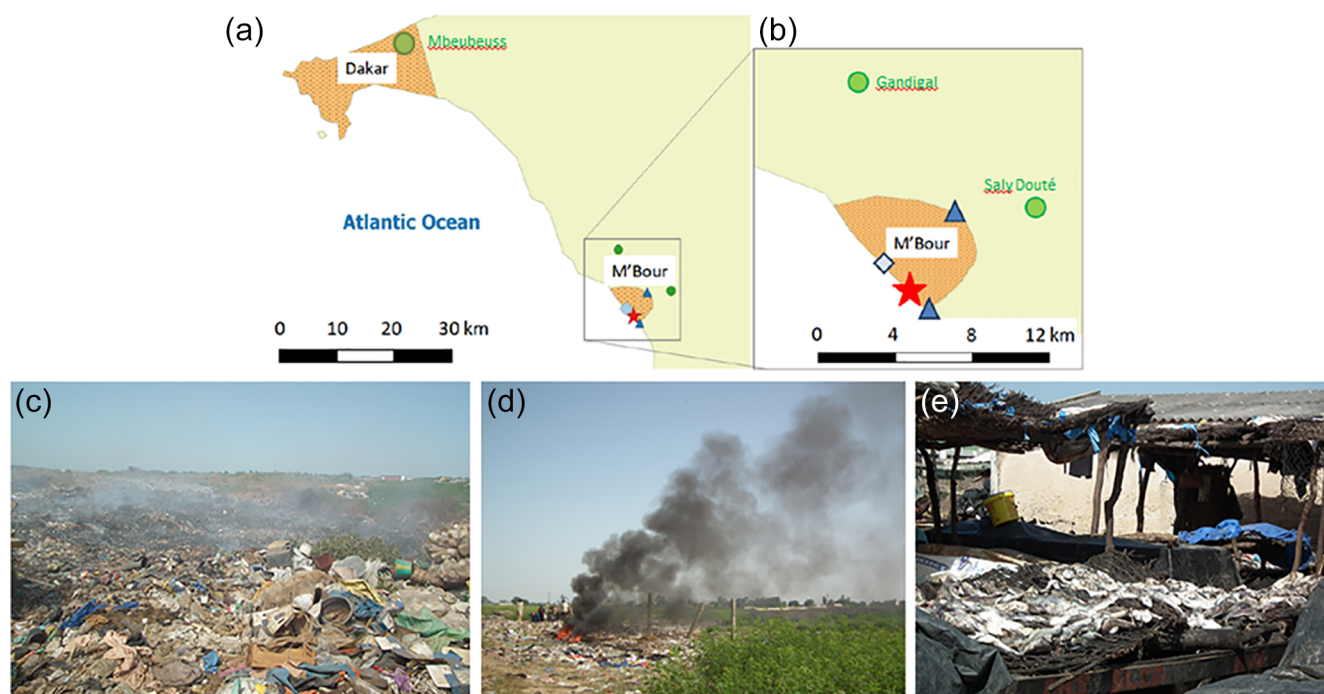 (a)
Mbeubeuss
Dakar
Atlantic Ocean
M'Bour
0 10 20 30 km
(b)
Gandigal
Saly Douté
M'Bour
0 4 8 12 km
(c)
(d)
(e)